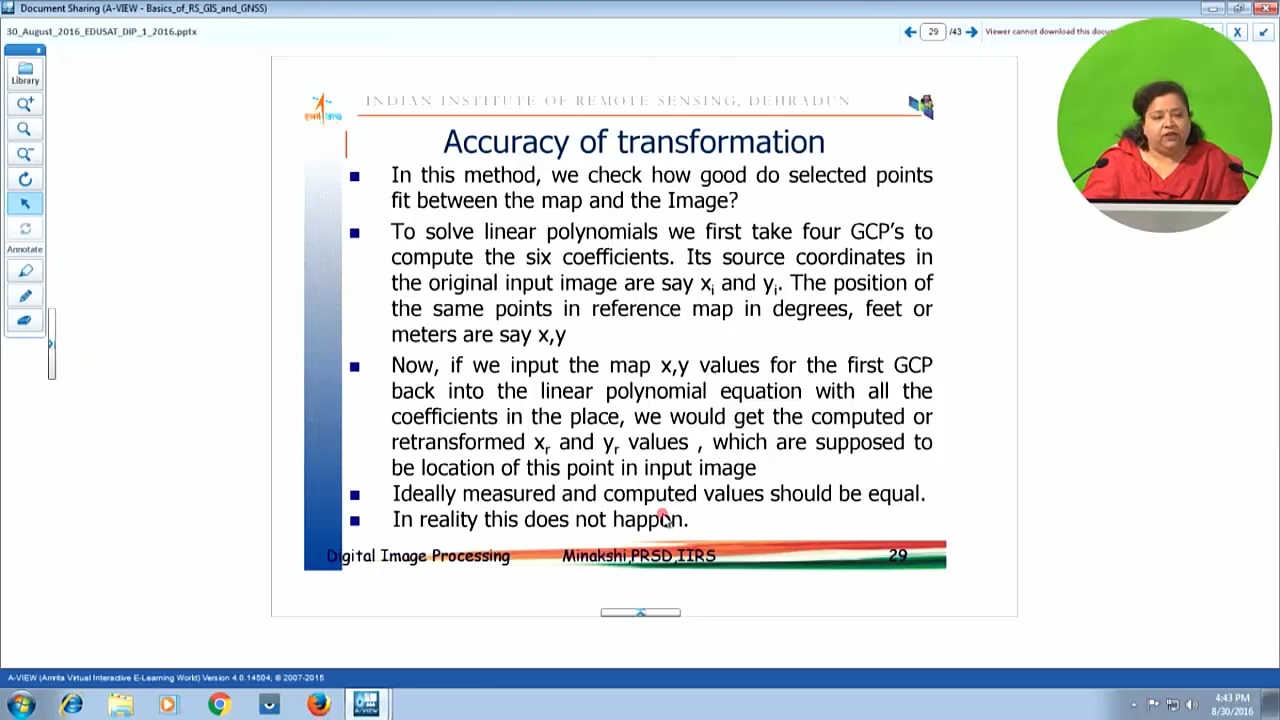 Document Sharing (A-VIEW - Basics_of_RS_GIS_and_GNSS)
30_August_2016_EDUSAT_DIP_1_2016.pptx
29 /43
Viewer cannot download this
Library
Annotate
INDIAN INSTITUTE OF REMOTE SENSING, DEHRADUN
Accuracy of transformation
In this method, we check how good do selected points
fit between the map and the Image?
To solve linear polynomials we first take four GCP's to
compute the six coefficients. Its source coordinates in
the original input image are say xi and yi. The position of
the same points in reference map in degrees, feet or
meters are say x,y
Now, if we input the map x,y values for the first GCP
back into the linear polynomial equation with all the
coefficients in the place, we would get the computed or
retransformed xr and yr values , which are supposed to
be location of this point in input image
Ideally measured and computed values should be equal.
In reality this does not happen.
Digital Image Processing Minakshi,PRSD,IIRS 29
A-VIEW (Amrita Virtual Interactive E-Learning World) Version 4.0.14604; © 2007-2015
4:43 PM
8/30/2016